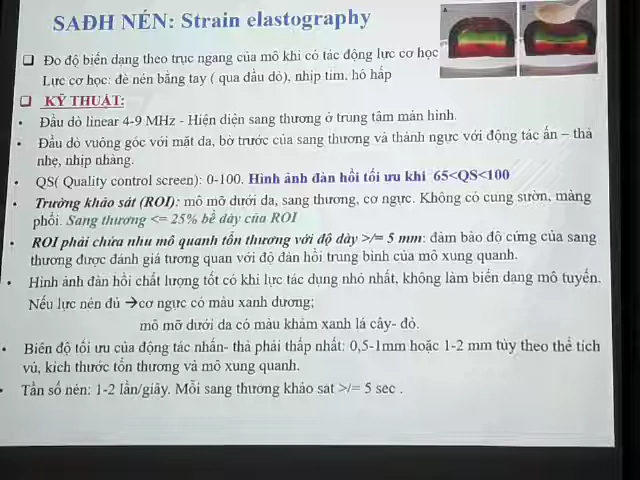 SAĐH NÉN: Strain elastography
A
B
❑ Đo độ biến dạng theo trục ngang của mô khi có tác động lực cơ học
Lực cơ học: đè nén bằng tay ( qua đầu dò), nhịp tim, hô hấp
❑ KỸ THUẬT:
• Đầu dò linear 4-9 MHz - Hiện diện sang thương ở trung tâm màn hình.
• Đầu dò vuông góc với mặt da, bờ trước của sang thương và thành ngực với động tác ấn – thả
nhẹ, nhịp nhàng.
• QS( Quality control screen): 0-100. Hình ảnh đàn hồi tối ưu khi 65<QS<100
• Trường khảo sát (ROI): mô mỡ dưới da, sang thương, cơ ngực. Không có cung sườn, màng
phổi. Sang thương <= 25% bề dày của ROI
• ROI phải chứa nhu mô quanh tổn thương với độ dày >/= 5 mm: đảm bảo độ cứng của sang
thương được đánh giá tương quan với độ đàn hồi trung bình của mô xung quanh.
• Hình ảnh đàn hồi chất lượng tốt có khi lực tác dụng nhỏ nhất, không làm biến dạng mô tuyến.
Nếu lực nén đủ →cơ ngực có màu xanh dương;
mô mỡ dưới da có màu khảm xanh lá cây- đỏ.
• Biên độ tối ưu của động tác nhấn- thả phải thấp nhất: 0,5-1mm hoặc 1-2 mm tùy theo thể tích
vú, kích thước tổn thương và mô xung quanh.
• Tần số nén: 1-2 lần/giây. Mỗi sang thương khảo sat >/= 5 sec .